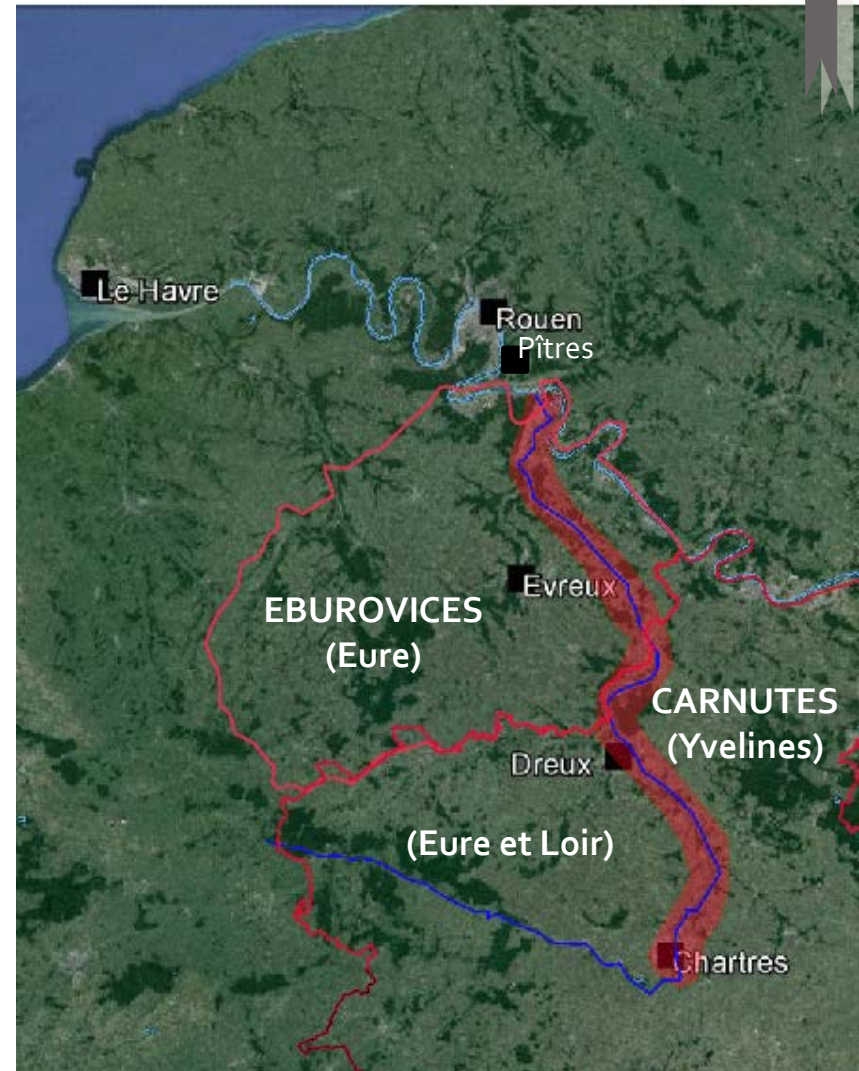 Le Havre
Rouen
Pîtres
Evreux
EBUROVICES
(Eure)
CARNUTES
(Yvelines)
Dreux
(Eure et Loir)
Chartres